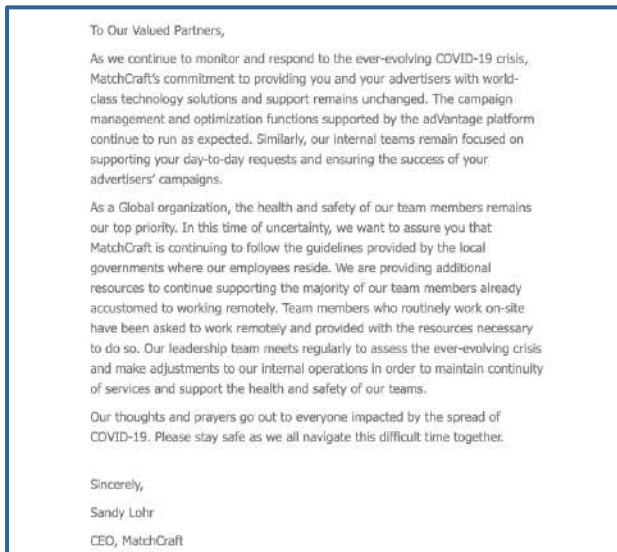 To Our Valued Partners,
As we continue to monitor and respond to the ever-evolving COVID-19 crisis,
MatchCraft's commitment to providing you and your advertisers with world-
class technology solutions and support remains unchanged. The campaign
management and optimization functions supported by the adVantage platform
continue to run as expected. Similarly, our internal teams remain focused on
supporting your day-to-day requests and ensuring the success of your
advertisers' campaigns.
As a Global organization, the health and safety of our team members remains
our top priority. In this time of uncertainty, we want to assure you that
MatchCraft is continuing to follow the guidelines provided by the local
governments where our employees reside. We are providing additional
resources to continue supporting the majority of our team members already
accustomed to working remotely. Team members who routinely work on-site
have been asked to work remotely and provided with the resources necessary
to do so. Our leadership team meets regularly to assess the ever-evolving crisis
and make adjustments to our internal operations in order to maintain continuity
of services and support the health and safety of our teams.
Our thoughts and prayers go out to everyone impacted by the spread of
COVID-19. Please stay safe as we all navigate this difficult time together.
Sincerely,
Sandy Lohr
CEO, MatchCraft